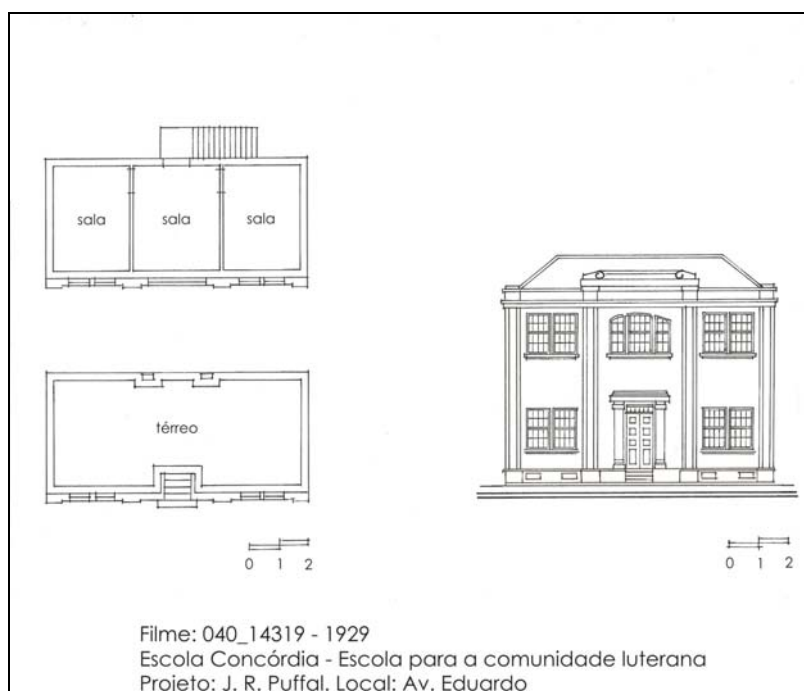 sala sala sala
térreo
0 1 2
0 1 2
Filme: 040_14319 - 1929
Escola Concórdia - Escola para a comunidade luterana
Projeto: J. R. Puffal. Local: Av. Eduardo